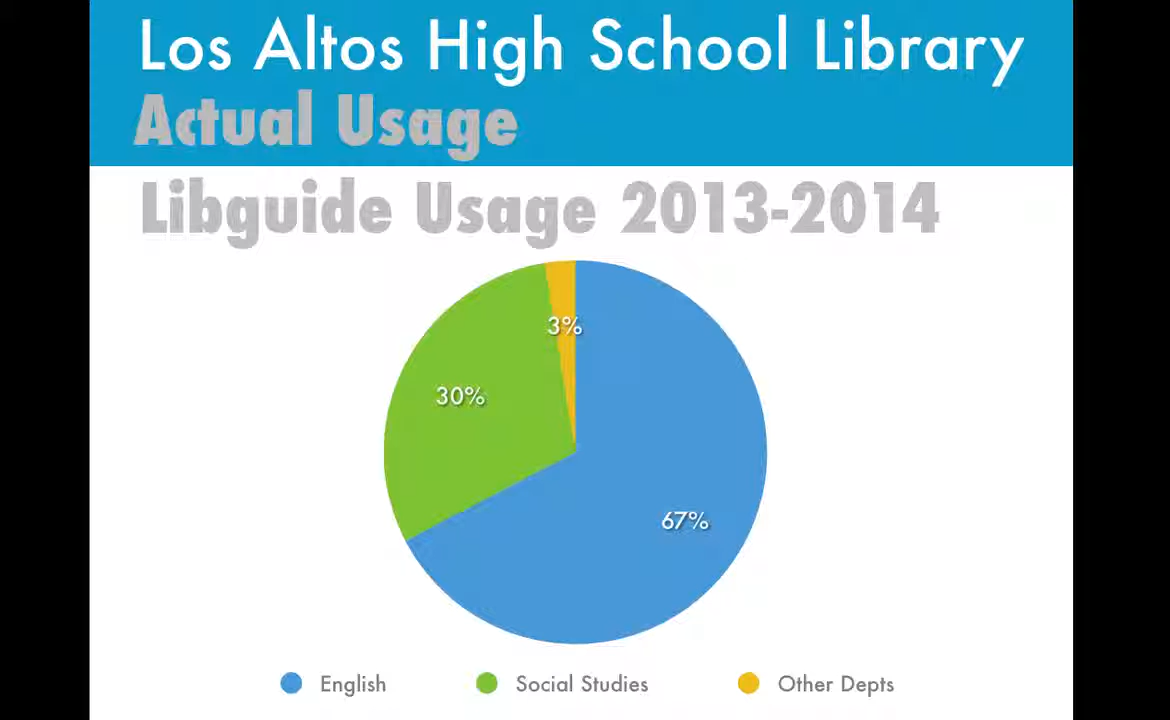 Los Altos High School Library
Actual Usage
Libguide Usage 2013-2014
3%
30%
67%
English
Social Studies
Other Depts